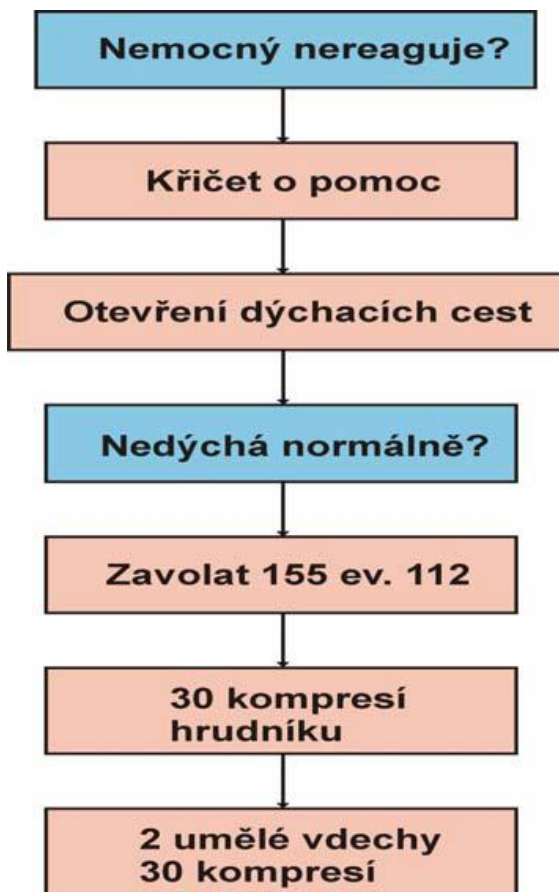 Nemocný nereaguje?
Křičet o pomoc
Otevření dýchacích cest
Nedýchá normálně?
Zavolat 155 ev. 112
30 kompresí
hrudníku
2 umělé vdechy
30 kompresí